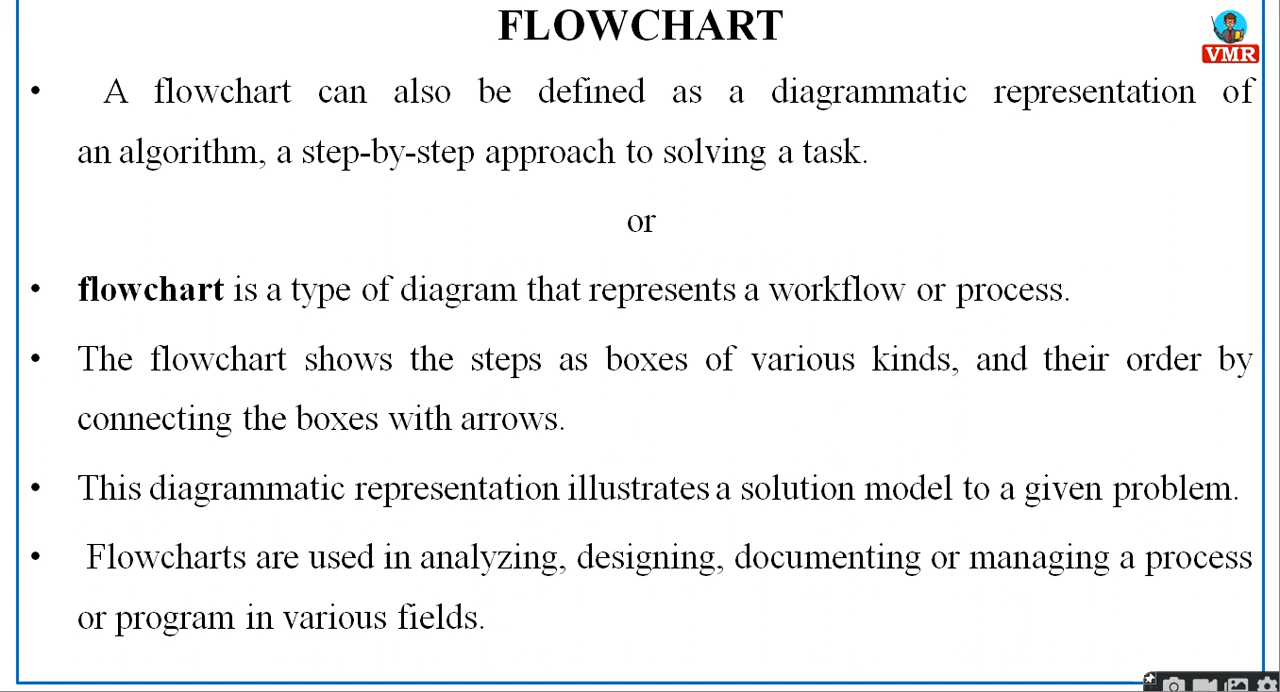 FLOWCHART
VMR
• A flowchart can also be defined as a diagrammatic representation of
an algorithm, a step-by-step approach to solving a task.
or
• flowchart is a type of diagram that represents a workflow or process.
• The flowchart shows the steps as boxes of various kinds, and their order by
connecting the boxes with arrows.
• This diagrammatic representation illustrates a solution model to a given problem.
• Flowcharts are used in analyzing, designing, documenting or managing a process
or program in various fields.